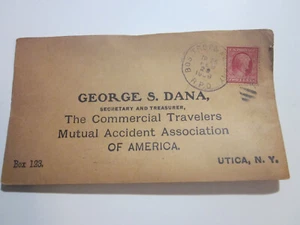 GEORGE S. DANA,
SECRETARY AND TREASURER,
The Commercial Travelers
Mutual Accident Association
OF AMERICA.
Box 123.
UTICA, N. Y.